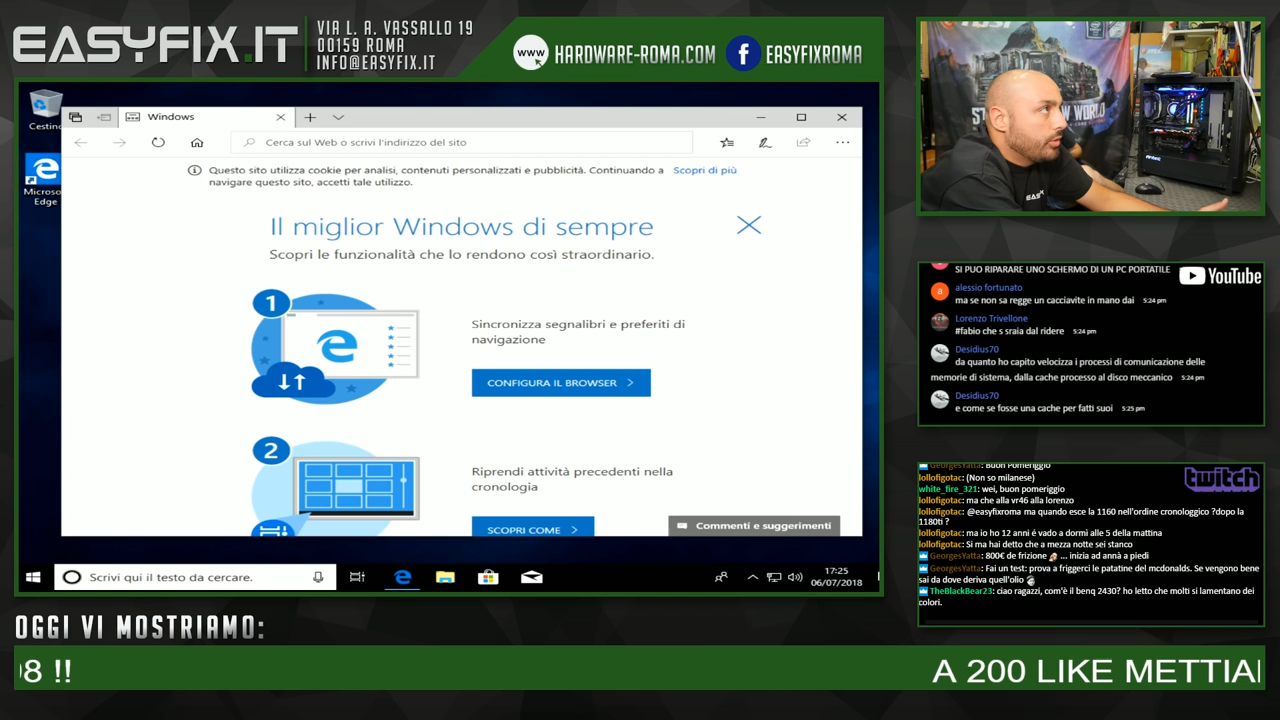 EASYFIX.IT
VIA L. A. VASSALLO 19
00159 ROMA
INFO@EASYFIX.IT
www
HARDWARE-ROMA.COM
f
EASYFIXROMA
Cestino
Microso
Edge
Windows
Cerca sul Web o scrivi l'indirizzo del sito
Questo sito utilizza cookie per analisi, contenuti personalizzati e pubblicità. Continuando a
navigare questo sito, accetti tale utilizzo.
Scopri di più
Il miglior Windows di sempre
Scopri le funzionalità che lo rendono così straordinario.
1
Sincronizza segnalibri e preferiti di
navigazione
CONFIGURA IL BROWSER
2
Riprendi attività precedenti nella
cronologia
SCOPRI COME
Commenti e suggerimenti
Scrivi qui il testo da cercare.
17:25
06/07/2018
SI PUO RIPARARE UNO SCHERMO DI UN PC PORTATILE
YouTube
a
alessio fortunato
ma se non sa regge un cacciavite in mano dai 5:24 pm
Lorenzo Trivellone
#fabio che s sraia dal ridere 5:24 pm
Desidius70
da quanto ho capito velocizza i processi di comunicazione delle
memorie di sistema, dalla cache processo al disco meccanico 5:24 pm
Desidius70
e come se fosse una cache per fatti suoi 5:25 pm
twitch
GeorgesYatta: Buon Pomeriggio
lollofigotac: (Non so milanese)
white_fire_321: wei, buon pomeriggio
lollofigotac: ma che alla vr46 alla lorenzo
lollofigotac: @easyfixroma ma quando esce la 1160 nell'ordine cronologgico ?dopo la
1180ti ?
lollofigotac: ma io ho 12 anni é vado a dormì alle 5 della mattina
lollofigotac: Si ma hai detto che a mezza notte sei stanco
GeorgesYatta: 800€ de frizione ... inizia ad annà a piedi
GeorgesYatta: Fai un test: prova a friggerci le patatine del mcdonalds. Se vengono bene
sai da dove deriva quell'olio
TheBlackBear23: ciao ragazzi, com'è il benq 2430? ho letto che molti si lamentano dei
colori.
OGGI VI MOSTRIAMO:
8 !!
A 200 LIKE METTIA